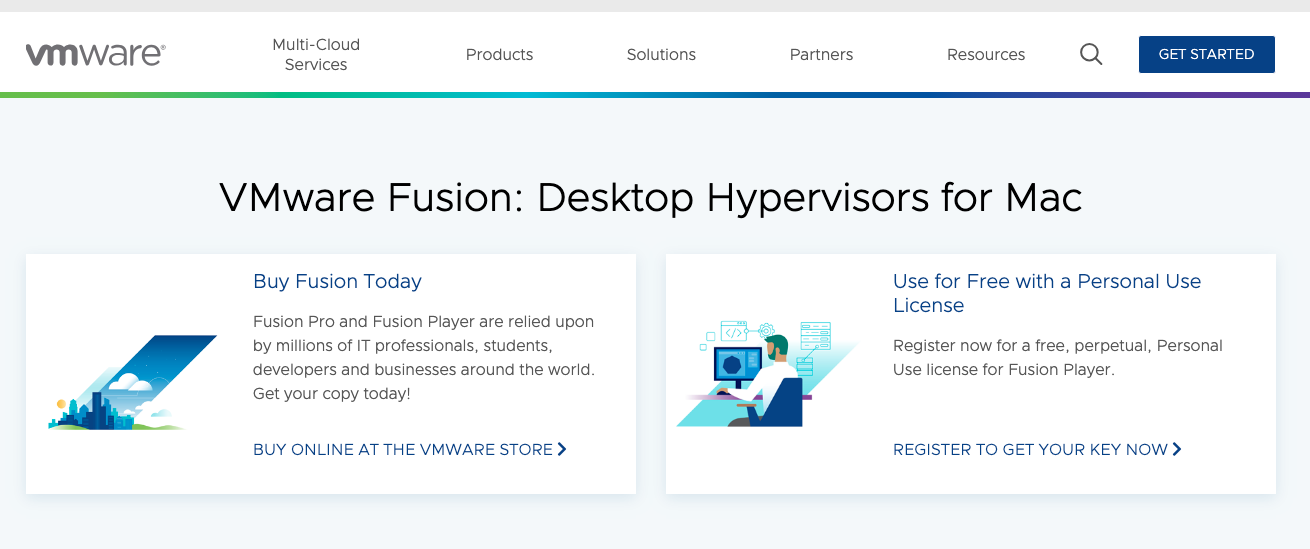 vmware®
Multi-Cloud
Services
Products
Solutions
Partners
Resources
GET STARTED
VMware Fusion: Desktop Hypervisors for Mac
Buy Fusion Today
Fusion Pro and Fusion Player are relied upon
by millions of IT professionals, students,
developers and businesses around the world.
Get your copy today!
BUY ONLINE AT THE VMWARE STORE
Use for Free with a Personal Use
License
Register now for a free, perpetual, Personal
Use license for Fusion Player.
REGISTER TO GET YOUR KEY NOW